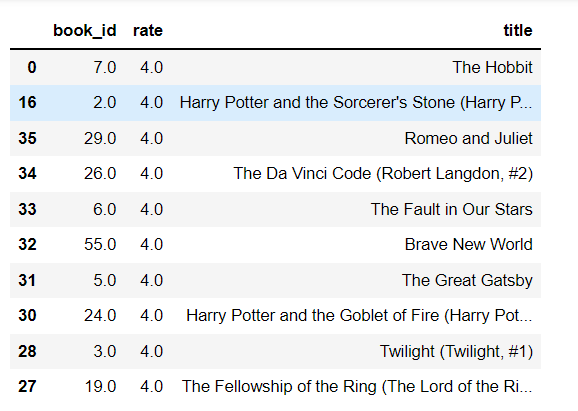 book_id rate title
0 7.0 4.0 The Hobbit
16 2.0 4.0 Harry Potter and the Sorcerer's Stone (Harry P...
35 29.0 4.0 Romeo and Juliet
34 26.0 4.0 The Da Vinci Code (Robert Langdon, #2)
33 6.0 4.0 The Fault in Our Stars
32 55.0 4.0 Brave New World
31 5.0 4.0 The Great Gatsby
30 24.0 4.0 Harry Potter and the Goblet of Fire (Harry Pot...
28 3.0 4.0 Twilight (Twilight, #1)
27 19.0 4.0 The Fellowship of the Ring (The Lord of the Ri...